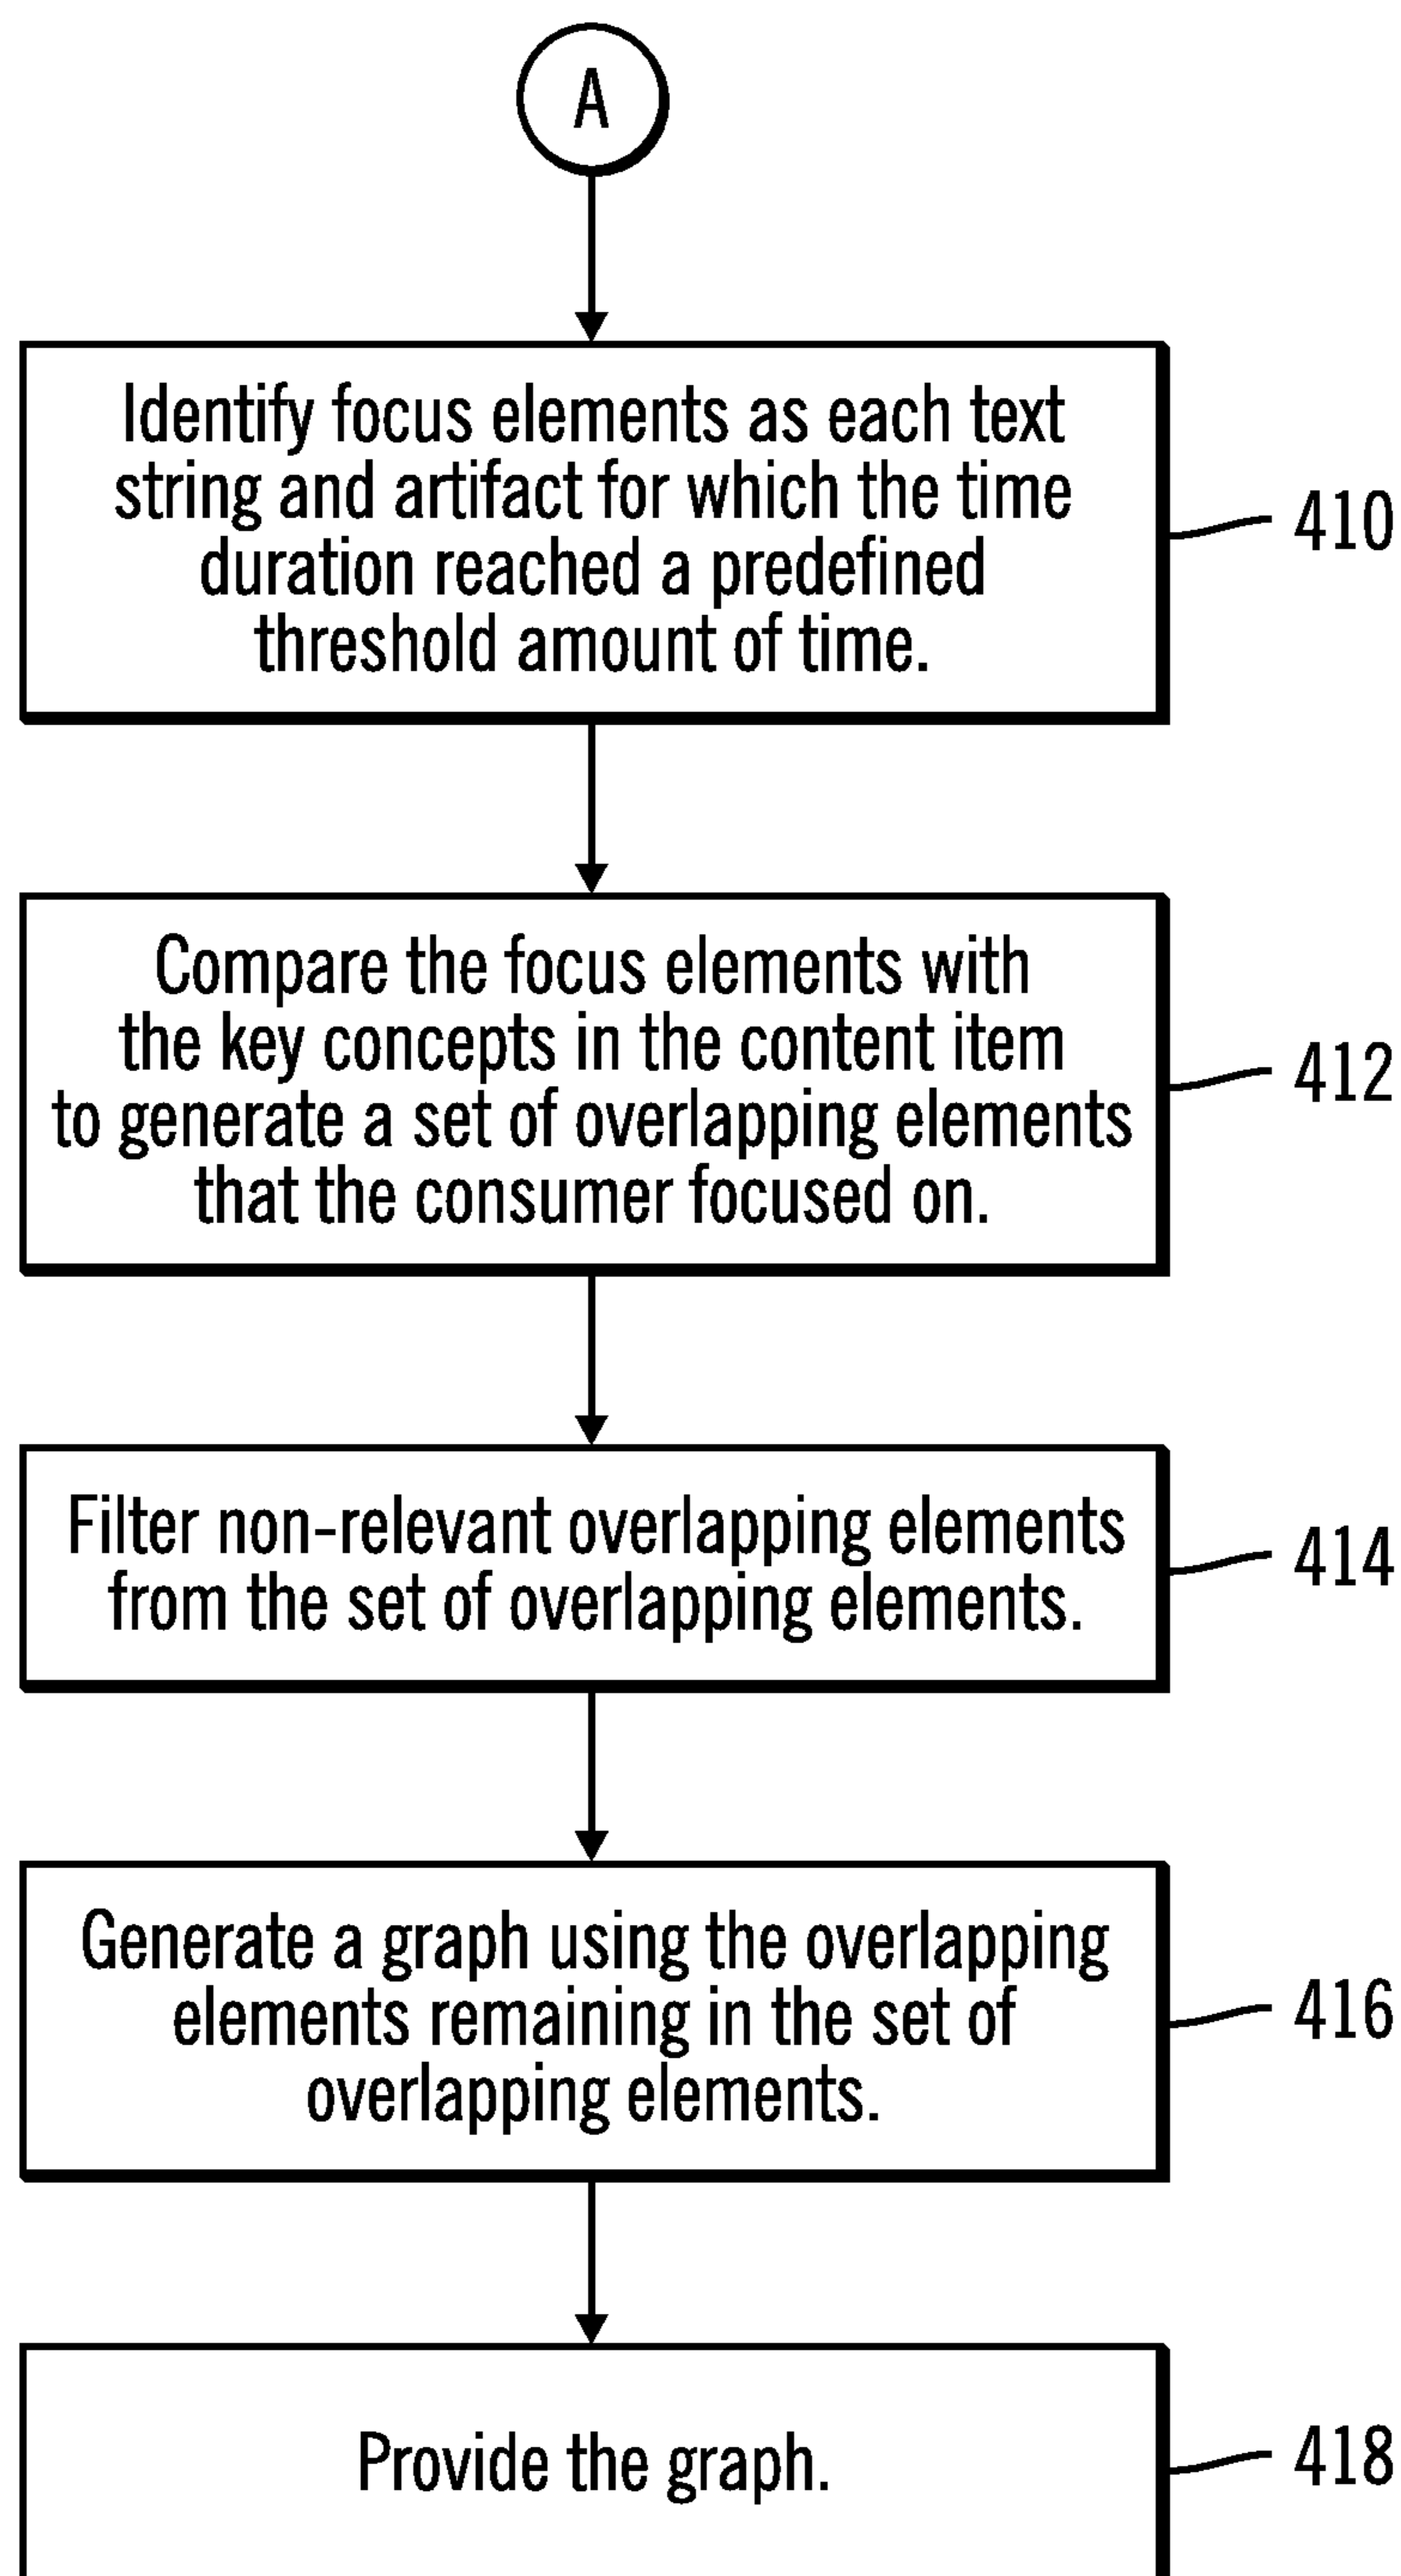 A
Identify focus elements as each text
string and artifact for which the time
duration reached a predefined
threshold amount of time.
410
Compare the focus elements with
the key concepts in the content item
to generate a set of overlapping elements
that the consumer focused on.
412
Filter non-relevant overlapping elements
from the set of overlapping elements.
414
Generate a graph using the overlapping
elements remaining in the set of
overlapping elements.
416
Provide the graph.
418